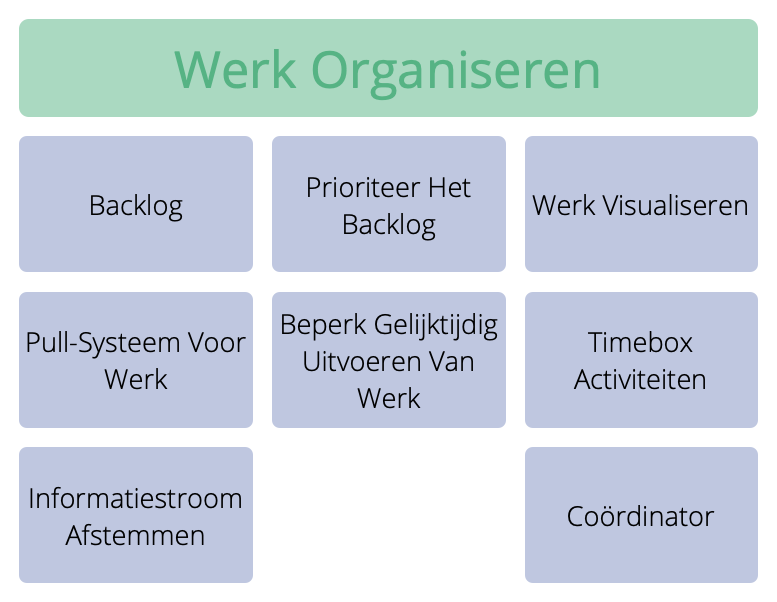 Werk Organiseren
Backlog
Prioriteer Het
Backlog
Werk Visualiseren
Pull-Systeem Voor
Werk
Beperk Gelijktijdig
Uitvoeren Van
Werk
Timebox
Activiteiten
Informatiestroom
Afstemmen
Coördinator